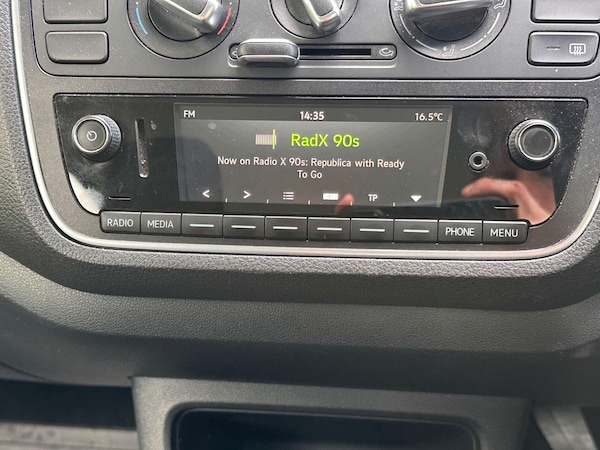 FM 14:35 16.5°C
RadX 90s
Now on Radio X 90s: Republica with Ready
To Go
TP
RADIO MEDIA PHONE MENU